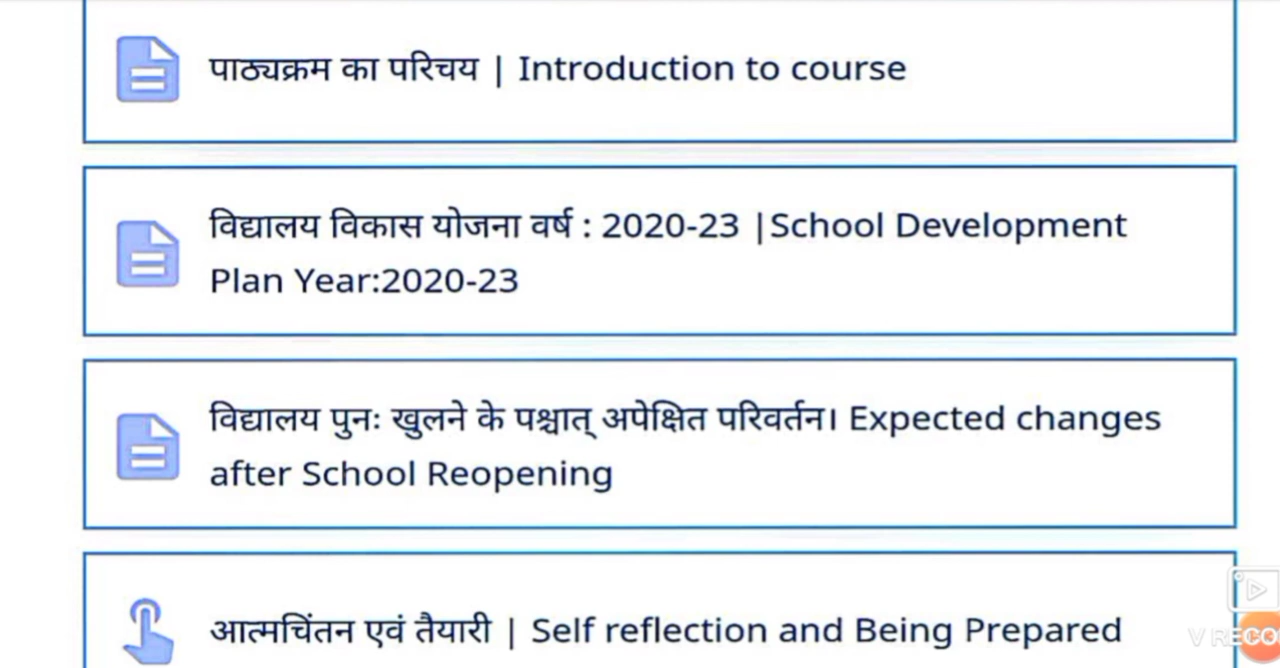 पाठ्यक्रम का परिचय | Introduction to course
विद्यालय विकास योजना वर्ष : 2020-23 |School Development
Plan Year:2020-23
विद्यालय पुनः खुलने के पश्चात् अपेक्षित परिवर्तन। Expected changes
after School Reopening
आत्मचिंतन एवं तैयारी | Self reflection and Being Prepared
V RECO